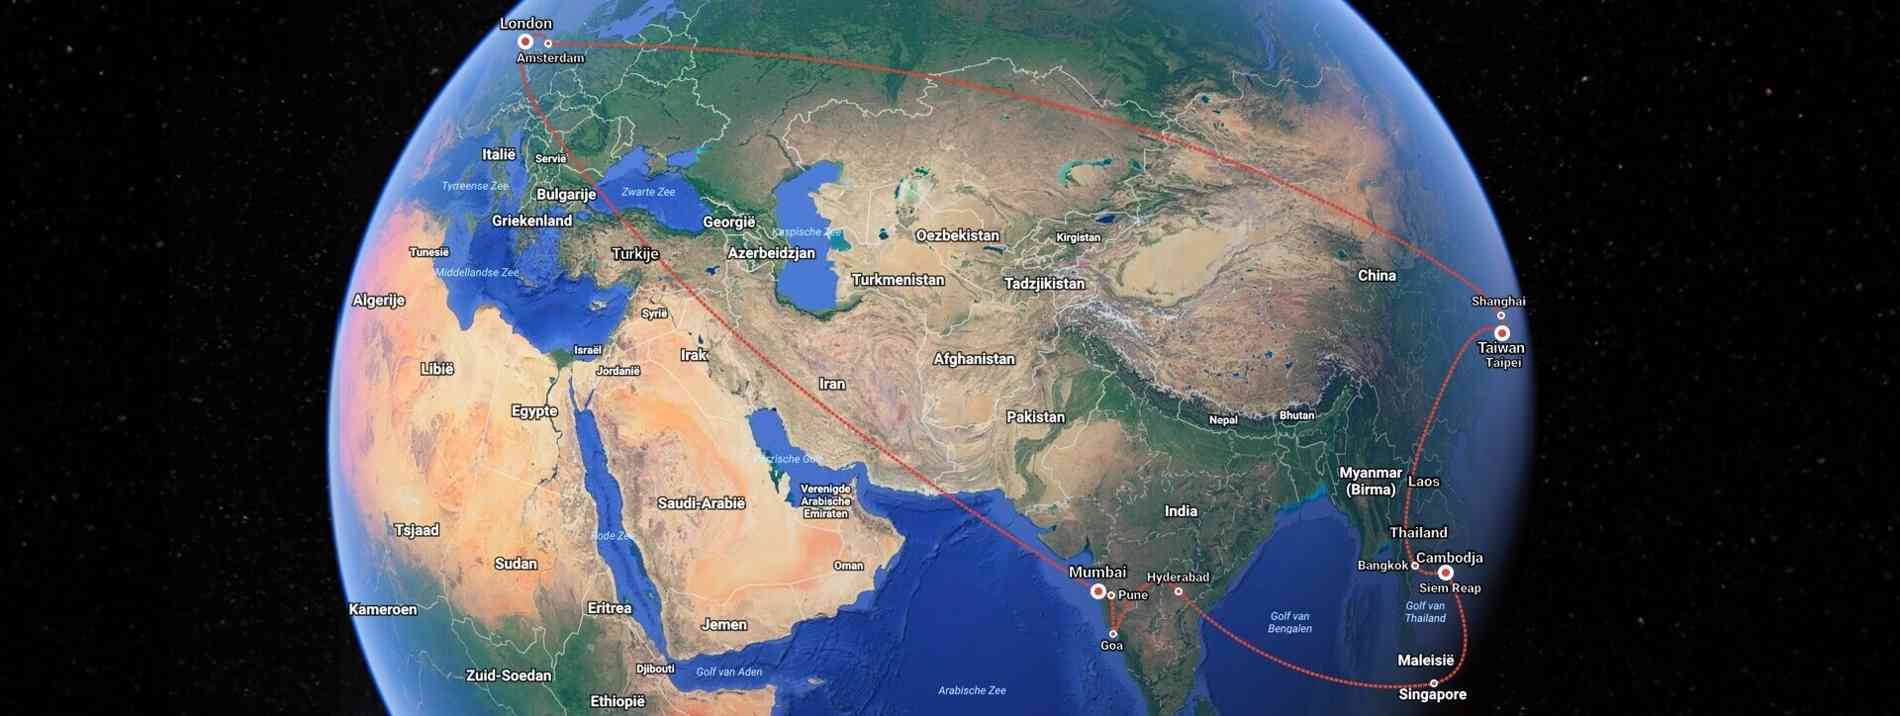 London
Amsterdam
Italië
Servië
Tyrreense Zee
Bulgarije
Zwarte Zee
Griekenland
Georgië
Kaspische Zee
Oezbekistan
Kirgistan
Tunesië
Turkije
Azerbeidzjan
Middellandse Zee
Turkmenistan
Tadzjikistan
China
Algerije
Syrië
Shanghai
Israël
Irak
Afghanistan
Taiwan
Taipei
Libië
Jordanië
Iran
Egypte
Pakistan
Nepal
Bhutan
Perzische Golf
Myanmar
(Birma)
Laos
Saudi-Arabië
Verenigde
Arabische
Emiraten
India
Tsjaad
Rode Zee
Thailand
Sudan
Oman
Bangkok
Cambodja
Siem Reap
Mumbai
Hyderabad
Pune
Kameroen
Eritrea
Jemen
Goa
Golf van
Bengalen
Golf van
Thailand
Zuid-Soedan
Djibouti
Golf van Aden
Maleisië
Ethiopië
Arabische Zee
Singapore